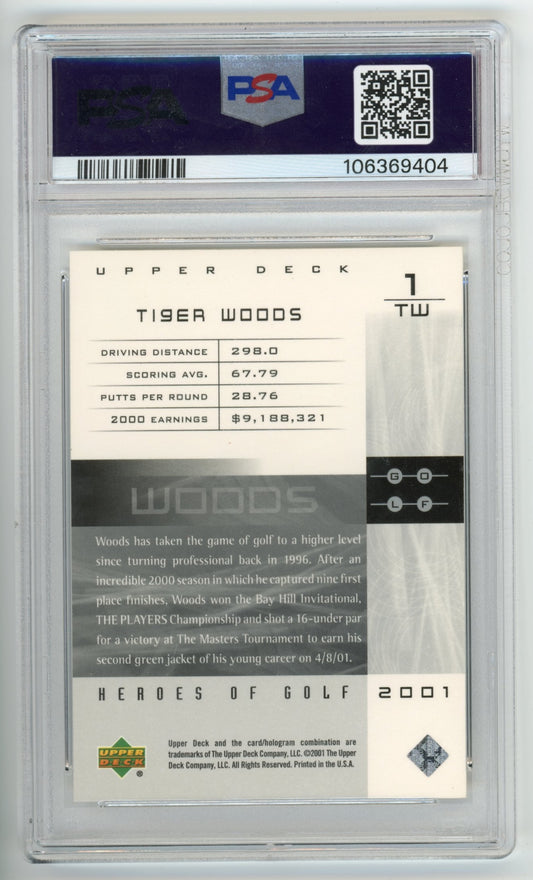 PSA
PSA
106369404
UPPER DECK
1
TW
TIGER WOODS
DRIVING DISTANCE 298.0
SCORING AVG. 67.79
PUTTS PER ROUND 28.76
2000 EARNINGS $9,188,321
GO
LF
WOODS
Woods has taken the game of golf to a higher level
since turning professional back in 1996. After an
incredible 2000 season in which he captured nine first
place finishes, Woods won the Bay Hill Invitational,
THE PLAYERS Championship and shot a 16-under par
for a victory at The Masters Tournament to earn his
second green jacket of his young career on 4/8/01.
HEROES OF GOLF 2001
UPPER
DECK
®
Upper Deck and the card/hologram combination are
trademarks of The Upper Deck Company, LLC. ©2001 The Upper
Deck Company, LLC. All Rights Reserved. Printed in the U.S.A.